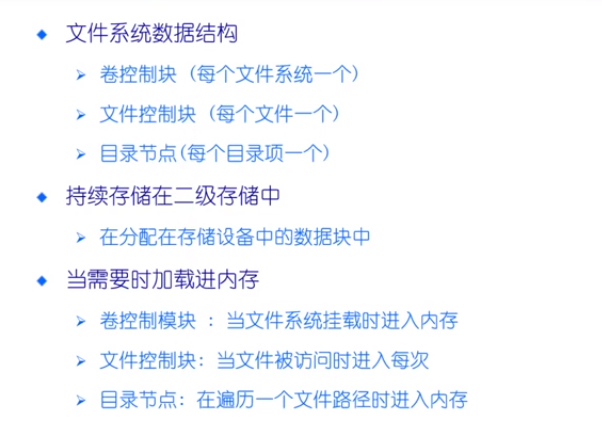 文件系统数据结构
卷控制块（每个文件系统一个）
文件控制块（每个文件一个）
目录节点(每个目录项一个)
持续存储在二级存储中
在分配在存储设备中的数据块中
当需要时加载进内存
卷控制模块 ：当文件系统挂载时进入内存
文件控制块：当文件被访问时进入每次
目录节点：在遍历一个文件路径时进入内存